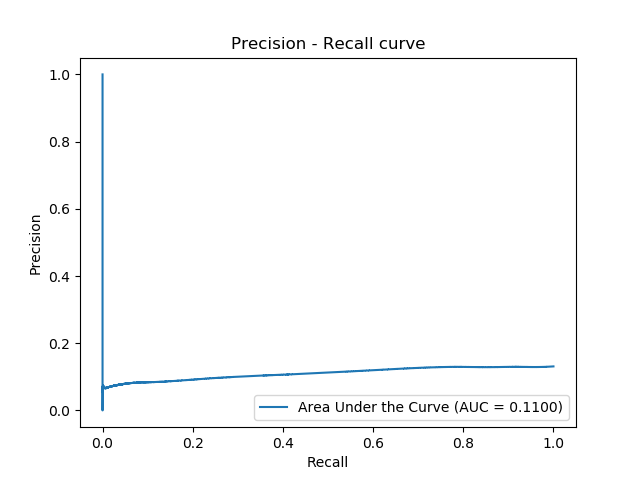 Precision - Recall curve
1.0
0.8
0.6
0.4
0.2
0.0
Precision
Area Under the Curve (AUC = 0.1100)
0.0 0.2 0.4 0.6 0.8 1.0
Recall